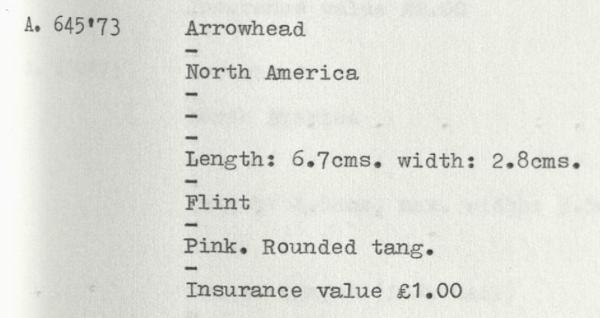 A. 645'73 Arrowhead
-
North America
-
-
-
Length: 6.7cms. width: 2.8cms.
-
Flint
-
Pink. Rounded tang.
-
Insurance value £1.00